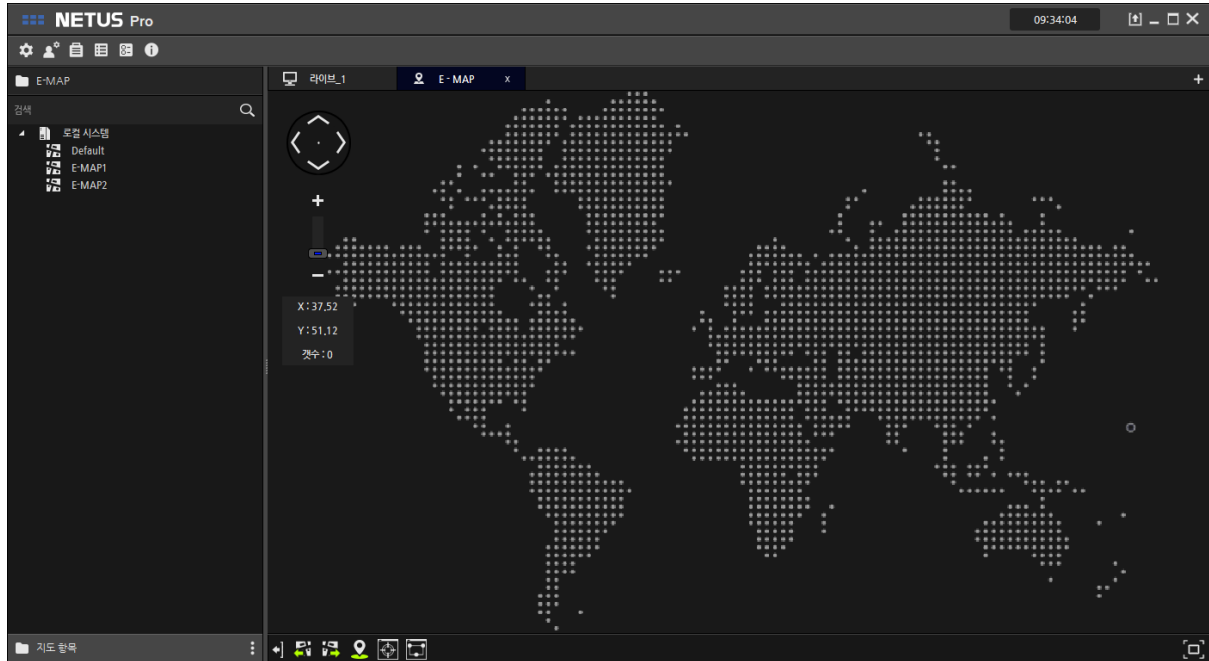 NETUS Pro
09:34:04
E-MAP
라이브_1
E - MAP
x
검색
로컬 시스템
Default
E-MAP1
E-MAP2
X : 37,52
Y : 51,12
갯수 : 0
지도 항목